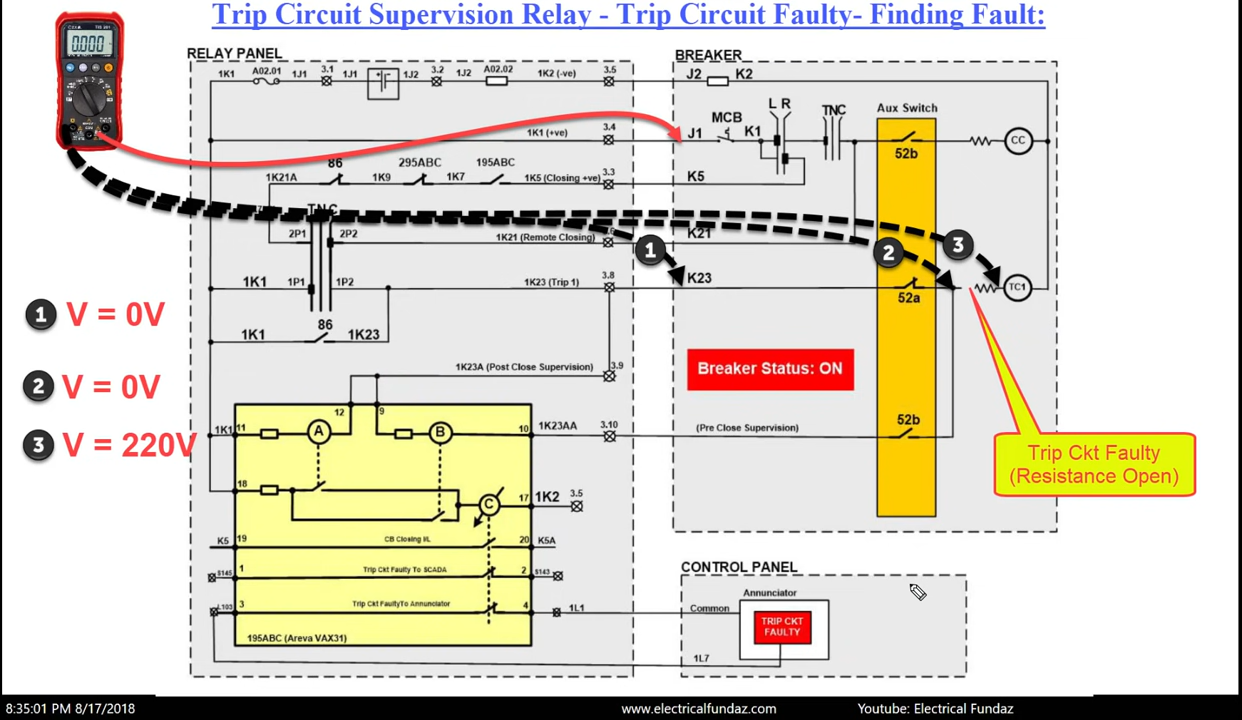 Trip Circuit Supervision Relay - Trip Circuit Faulty- Finding Fault:
0.000
RELAY PANEL
BREAKER
1K1 A02.01 1J1 3.1 1J1 1J2 3.2 1J2 A02.02 1K2 (-ve) 3.5
J2 K2
1K1 (+ve) 3.4
J1 MCB K1 L R TNC
Aux Switch
52b CC
86 295ABC 195ABC
1K21A 1K9 1K7 1K5 (Closing +ve) 3.3
K5
TNC
2P1 2P2 1K21 (Remote Closing)
K21
1 2 3
1K1 1P1 1P2 1K23 (Trip 1) 3.8
K23
52a TC1
1K1 86 1K23
1 V = 0V
2 V = 0V
3 V = 220V
1K23A (Post Close Supervision) 3.9
Breaker Status: ON
12 9
1K1 11 A B 10 1K23AA 3.10
(Pre Close Supervision) 52b
Trip Ckt Faulty
(Resistance Open)
18 C 17 1K2 3.5
K5 19 CB Closing I/L 20 K5A
S145 1 Trip Ckt Faulty To SCADA 2 S143
L103 3 Trip Ckt FaultyTo Annunciator 4 1L1
195ABC (Areva VAX31)
CONTROL PANEL
Annunciator
Common
TRIP CKT
FAULTY
1L7
8:35:01 PM 8/17/2018
www.electricalfundaz.com
Youtube: Electrical Fundaz